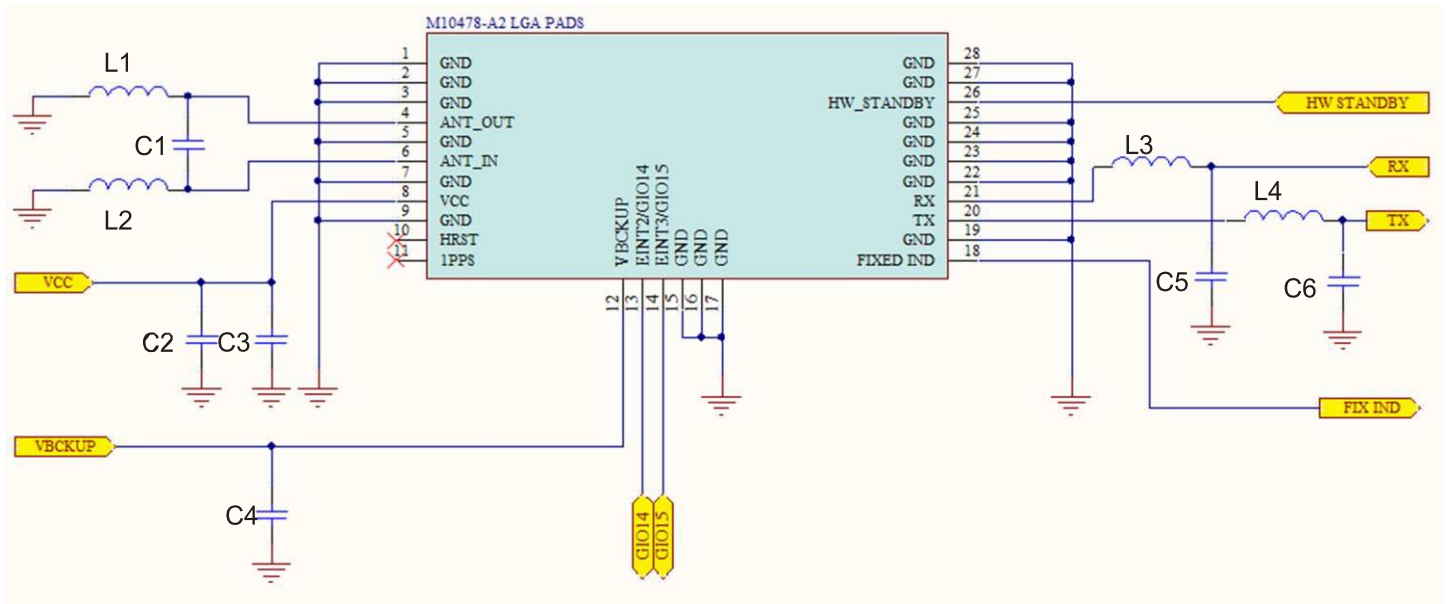 M10478-A2 LGA PADS
L1
C1
L2
1 GND
2 GND
3 GND
4 ANT_OUT
5 GND
6 ANT_IN
7 GND
8 VCC
9 GND
10 HRST
11 1PPS
GND 28
GND 27
HW_STANDBY 26
GND 25
GND 24
GND 23
GND 22
RX 21
TX 20
GND 19
FIXED IND 18
VBCKUP 12
EINT2/GIO14 13
EINT3/GIO15 14
GND 15
GND 16
GND 17
HW STANDBY
L3
RX
L4
TX
C5
C6
FIX IND
VCC
C2
C3
VBCKUP
C4
GIO14
GIO15